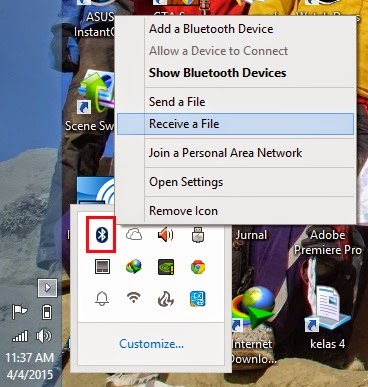 ASUS
InstantC
Scene Sw
Add a Bluetooth Device
Allow a Device to Connect
Show Bluetooth Devices
Send a File
Receive a File
Join a Personal Area Network
Open Settings
Remove Icon
Jurnal
Adobe
Premiere Pro
Internet
Downlo...
kelas 4
Customize...
11:37 AM
4/4/2015